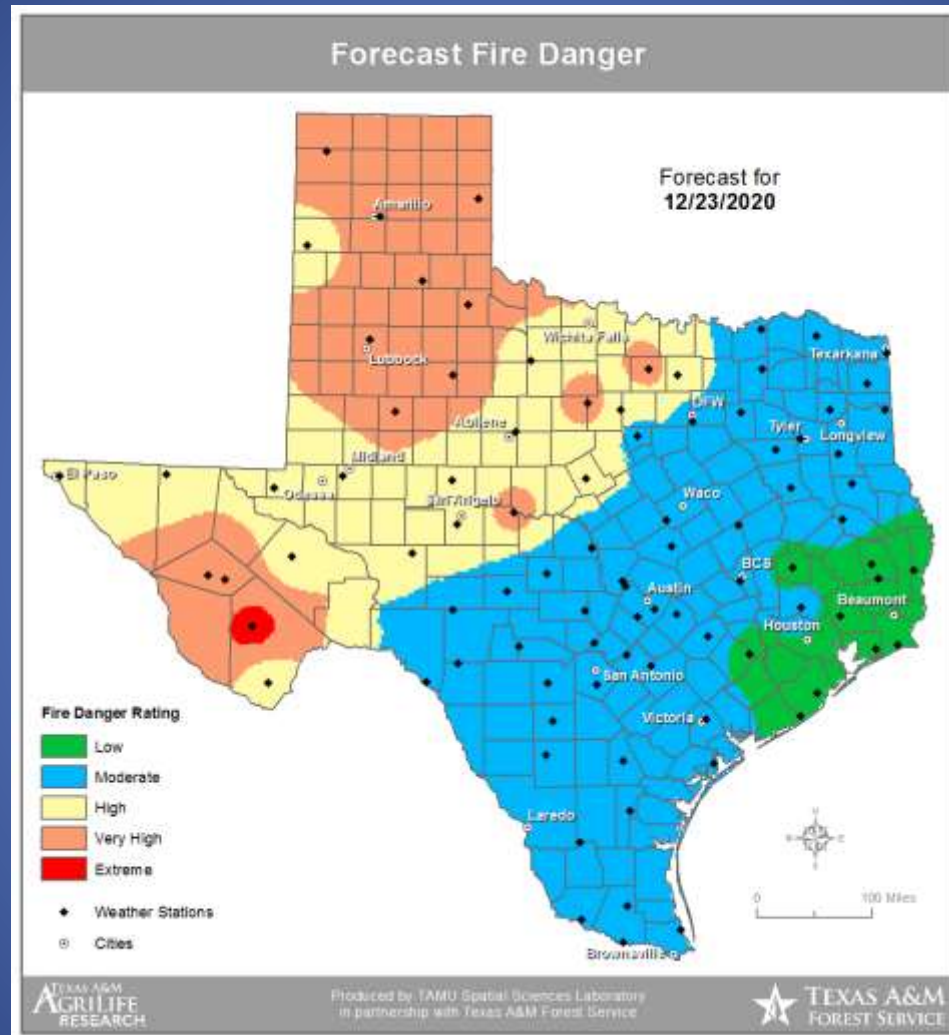 Forecast Fire Danger
Forecast for
12/23/2020
Amarillo
Lubbock
Wichita Falls
Texarkana
DFW
Abilene
Tyler
Longview
Midland
El Paso
Odessa
San Angelo
Waco
BCS
Austin
Beaumont
Houston
San Antonio
Fire Danger Rating
Victoria
Low
Moderate
High
Laredo
Very High
Extreme
0 100 Miles
Weather Stations
Cities
Brownsville
TEXAS A&M
AGRILIFE
RESEARCH
Produced by TAMU Spatial Sciences Laboratory
in partnership with Texas A&M Forest Service
TEXAS A&M
FOREST SERVICE